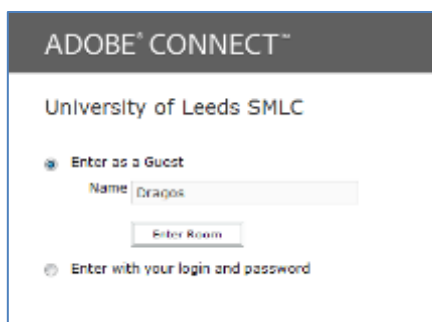 ADOBE® CONNECT™
University of Leeds SMLC
Enter as a Guest
Name Dragos
Enter Room
Enter with your login and password